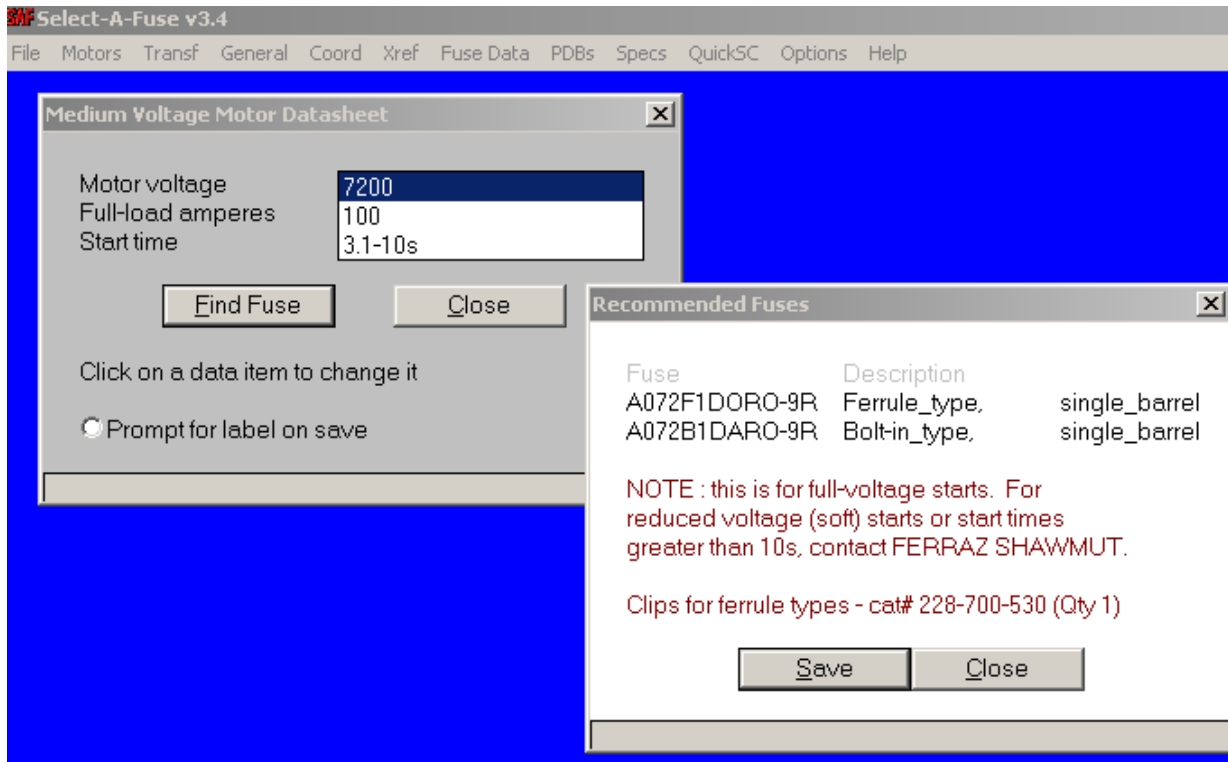 SAF Select-A-Fuse v3.4
File Motors Transf General Coord Xref Fuse Data PDBs Specs QuickSC Options Help
Medium Voltage Motor Datasheet
Motor voltage 7200
Full-load amperes 100
Start time 3.1-10s
Find Fuse Close
Click on a data item to change it
Prompt for label on save
Recommended Fuses
Fuse Description
A072F1DORO-9R Ferrule_type, single_barrel
A072B1DARO-9R Bolt-in_type, single_barrel
NOTE : this is for full-voltage starts. For
reduced voltage (soft) starts or start times
greater than 10s, contact FERRAZ SHAWMUT.
Clips for ferrule types - cat# 228-700-530 (Qty 1)
Save Close